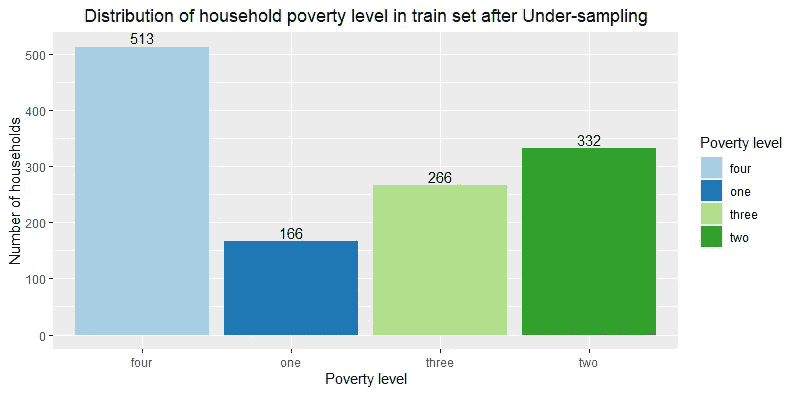 Distribution of household poverty level in train set after Under-sampling
Number of households
500
400
300
200
100
0
513
166
266
332
four
one
three
two
Poverty level
Poverty level
four
one
three
two